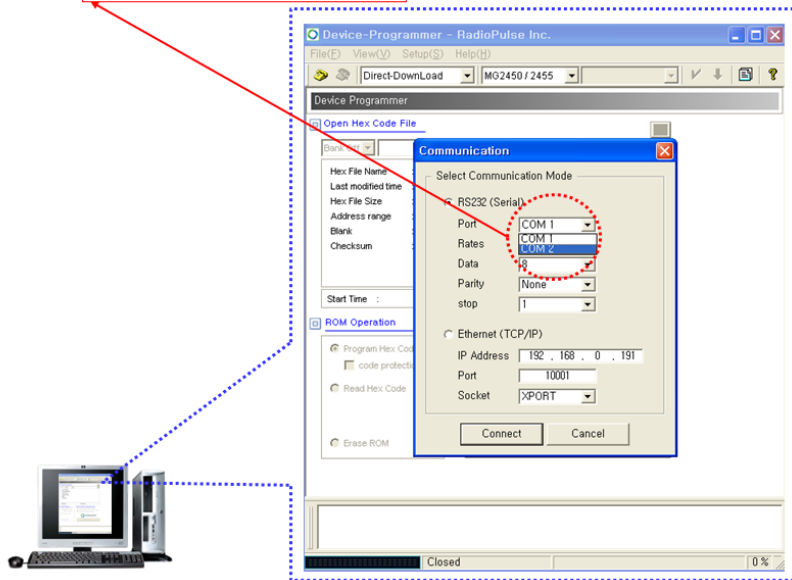 Device-Programmer - RadioPulse Inc.
File(F) View(V) Setup(S) Help(H)
Direct-DownLoad MG2450 / 2455
Device Programmer
Open Hex Code File
Bank Off
Hex File Name :
Last modified time :
Hex File Size :
Address range :
Blank :
Checksum :
Start Time :
ROM Operation
Program Hex Cod
code protectio
Read Hex Code
Erase ROM
Communication
Select Communication Mode
RS232 (Serial)
Port COM 1
COM 1
Rates COM 2
Data 8
Parity None
stop 1
Ethernet (TCP/IP)
IP Address 192 . 168 . 0 . 191
Port 10001
Socket XPORT
Connect Cancel
Closed 0 %